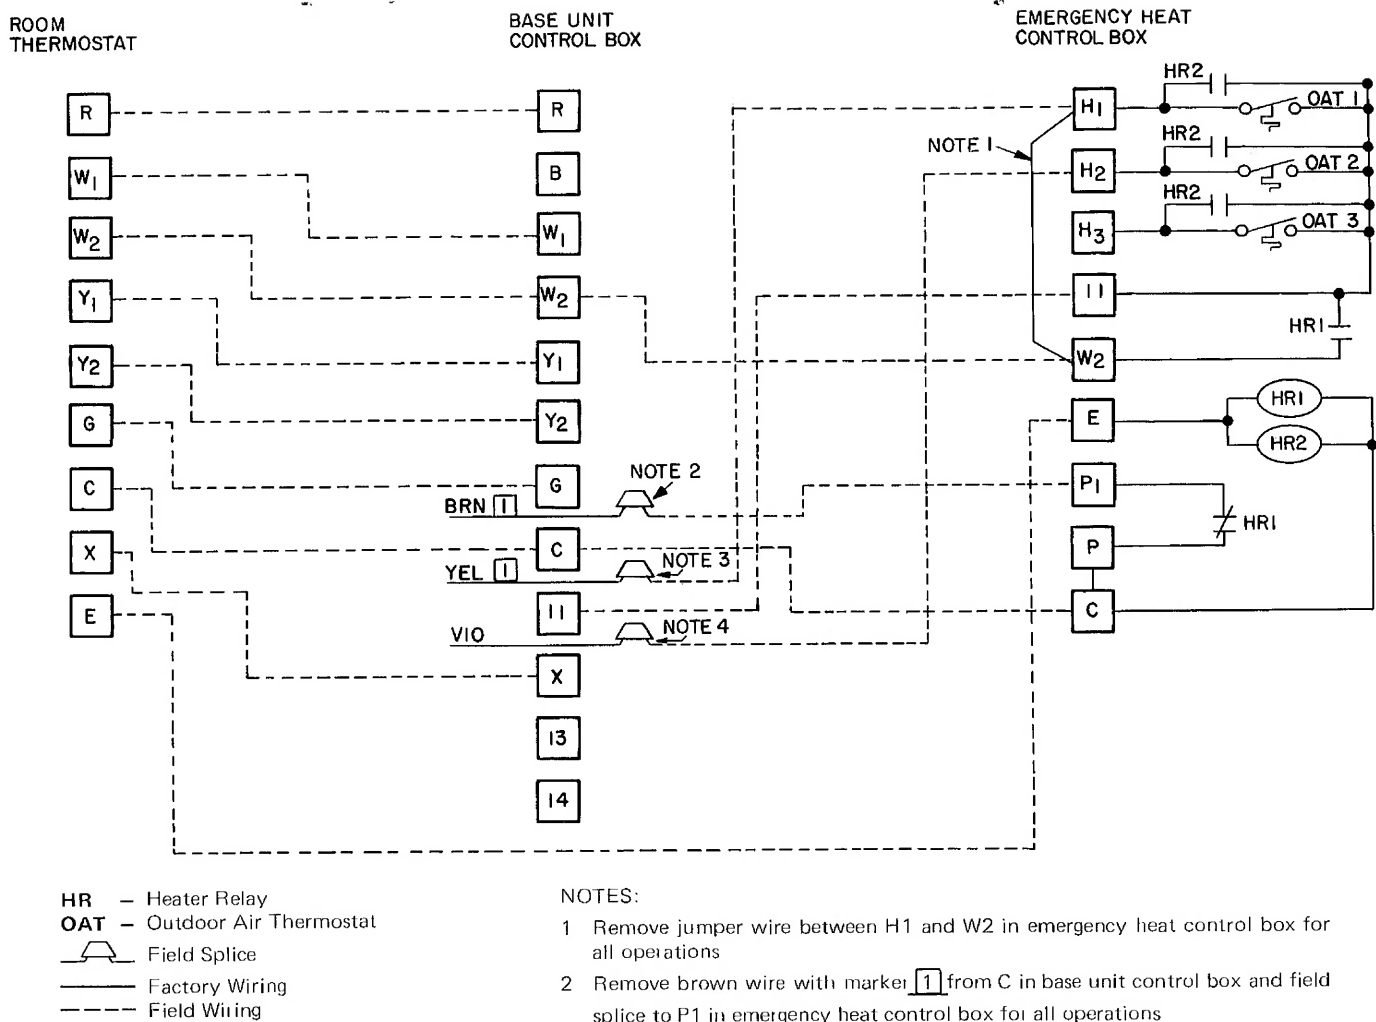 ROOM
THERMOSTAT
BASE UNIT
CONTROL BOX
EMERGENCY HEAT
CONTROL BOX
R
W1
W2
Y1
Y2
G
C
X
E
R
B
W1
W2
Y1
Y2
G
C
11
X
13
14
BRN 1
YEL 1
VIO
NOTE 2
NOTE 3
NOTE 4
NOTE 1
H1
H2
H3
11
W2
E
P1
P
C
HR2
OAT 1
HR2
OAT 2
HR2
OAT 3
HR1
HR1
HR2
HR1
HR – Heater Relay
OAT – Outdoor Air Thermostat
Field Splice
Factory Wiring
Field Wiring
NOTES:
1 Remove jumper wire between H1 and W2 in emergency heat control box for
all operations
2 Remove brown wire with marker 1 from C in base unit control box and field
splice to P1 in emergency heat control box for all operations